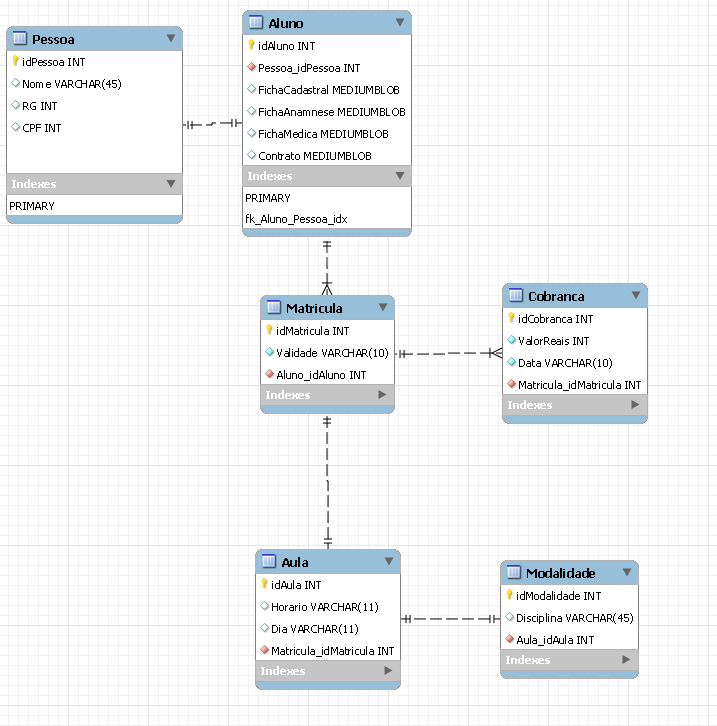 Pessoa
idPessoa INT
Nome VARCHAR(45)
RG INT
CPF INT
Indexes
PRIMARY
Aluno
idAluno INT
Pessoa_idPessoa INT
FichaCadastral MEDIUMBLOB
FichaAnamnese MEDIUMBLOB
FichaMedica MEDIUMBLOB
Contrato MEDIUMBLOB
Indexes
PRIMARY
fk_Aluno_Pessoa_idx
Matricula
idMatricula INT
Validade VARCHAR(10)
Aluno_idAluno INT
Indexes
Cobranca
idCobranca INT
ValorReais INT
Data VARCHAR(10)
Matricula_idMatricula INT
Indexes
Aula
idAula INT
Horario VARCHAR(11)
Dia VARCHAR(11)
Matricula_idMatricula INT
Indexes
Modalidade
idModalidade INT
Disciplina VARCHAR(45)
Aula_idAula INT
Indexes